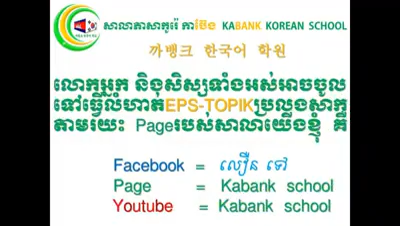 សាលាភាសាកូរ៉េ កាប៊ែង KABANK KOREAN SCHOOL
까뱅크 한국어 학원
លោកអ្នក និងសិស្សទាំងអស់អាចចូល
ទៅធ្វើលំហាត់EPS-TOPIKប្រលងសាក
តាមរយៈ Pageរបស់សាលាយើងខ្ញុំ គឺ
Facebook = លឿន ទៅ
Page = Kabank school
Youtube = Kabank school